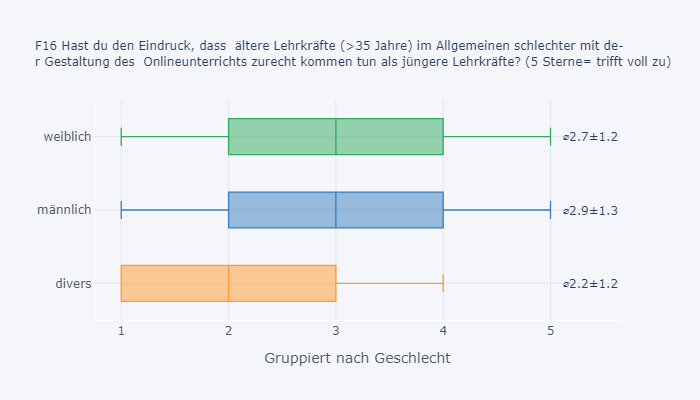 F16 Hast du den Eindruck, dass  ältere Lehrkräfte (>35 Jahre) im Allgemeinen schlechter mit de-
r Gestaltung des  Onlineunterrichts zurecht kommen tun als jüngere Lehrkräfte? (5 Sterne= trifft voll zu)
weiblich
⌀2.7±1.2
männlich
⌀2.9±1.3
divers
⌀2.2±1.2
1 2 3 4 5
Gruppiert nach Geschlecht